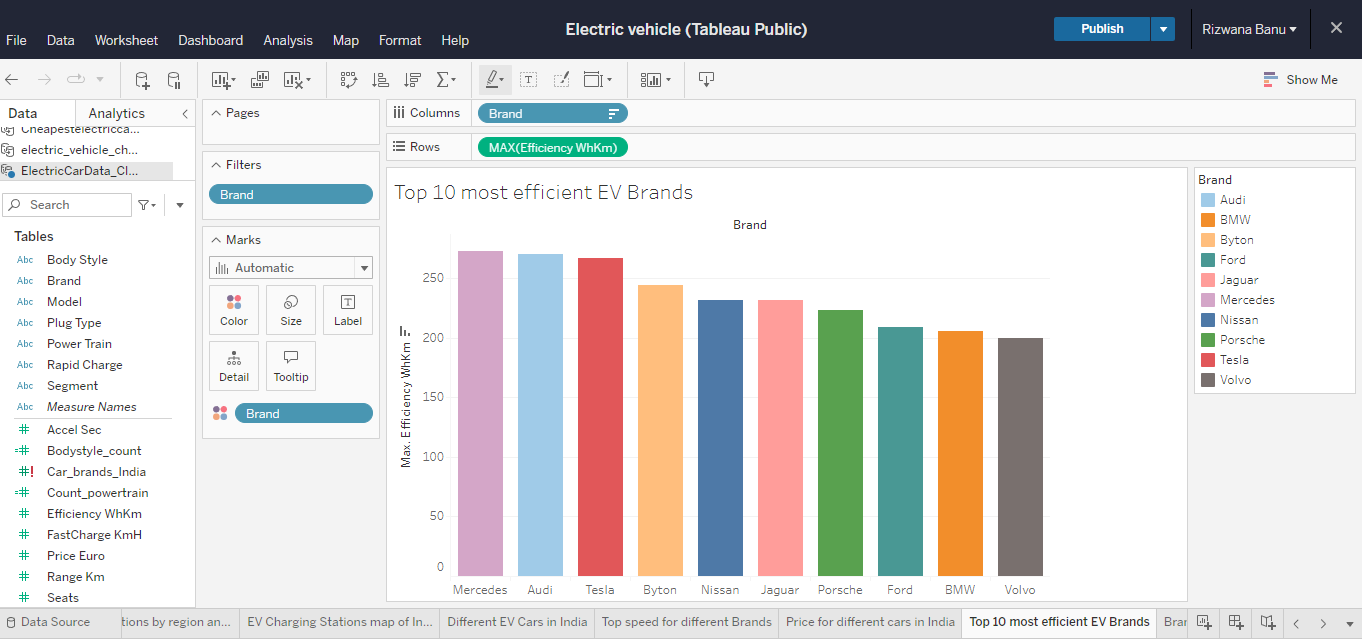 Electric vehicle (Tableau Public)
Publish
Rizwana Banu
File Data Worksheet Dashboard Analysis Map Format Help
Show Me
Data Analytics
Cheapestelectricca...
electric_vehicle_ch...
ElectricCarData_Cl...
Search
Tables
Abc Body Style
Abc Brand
Abc Model
Abc Plug Type
Abc Power Train
Abc Rapid Charge
Abc Segment
Abc Measure Names
# Accel Sec
=# Bodystyle_count
#! Car_brands_India
=# Count_powertrain
# Efficiency WhKm
# FastCharge KmH
# Price Euro
# Range Km
# Seats
Pages
Filters
Brand
Marks
Automatic
Color Size Label
Detail Tooltip
Brand
Columns Brand
Rows MAX(Efficiency WhKm)
Top 10 most efficient EV Brands
Brand
Max. Efficiency WhKm
250
200
150
100
50
0
Mercedes Audi Tesla Byton Nissan Jaguar Porsche Ford BMW Volvo
Brand
Audi
BMW
Byton
Ford
Jaguar
Mercedes
Nissan
Porsche
Tesla
Volvo
Data Source tions by region an... EV Charging Stations map of In... Different EV Cars in India Top speed for different Brands Price for different cars in India Top 10 most efficient EV Brands Brar